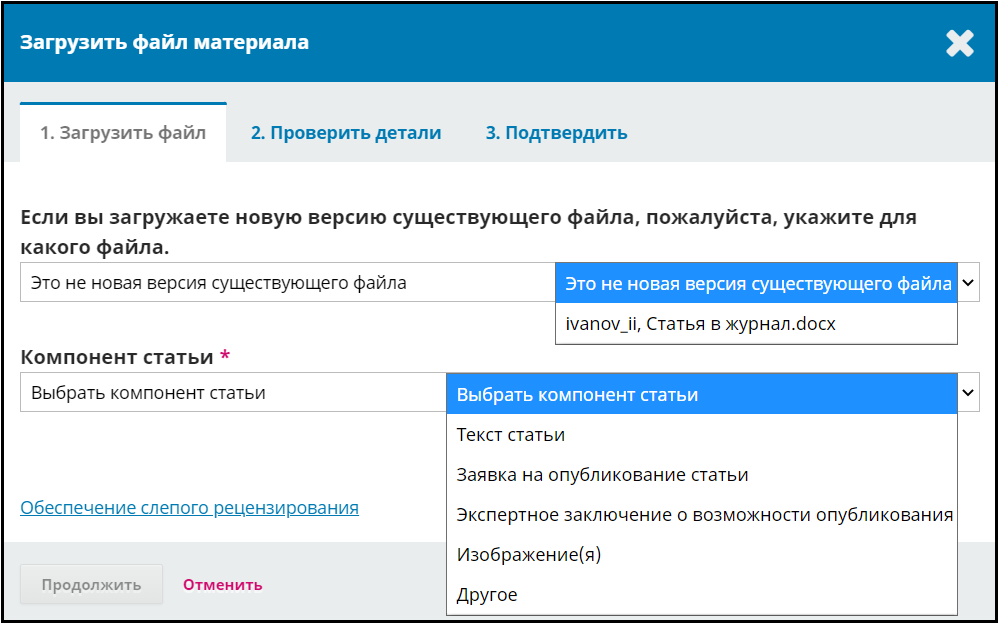 Загрузить файл материала
1. Загрузить файл
2. Проверить детали
3. Подтвердить
Если вы загружаете новую версию существующего файла, пожалуйста, укажите для
какого файла.
Это не новая версия существующего файла
Это не новая версия существующего файла
ivanov_ii, Статья в журнал.docx
Компонент статьи *
Выбрать компонент статьи
Выбрать компонент статьи
Текст статьи
Заявка на опубликование статьи
Экспертное заключение о возможности опубликования
Изображение(я)
Другое
Обеспечение слепого рецензирования
Продолжить
Отменить